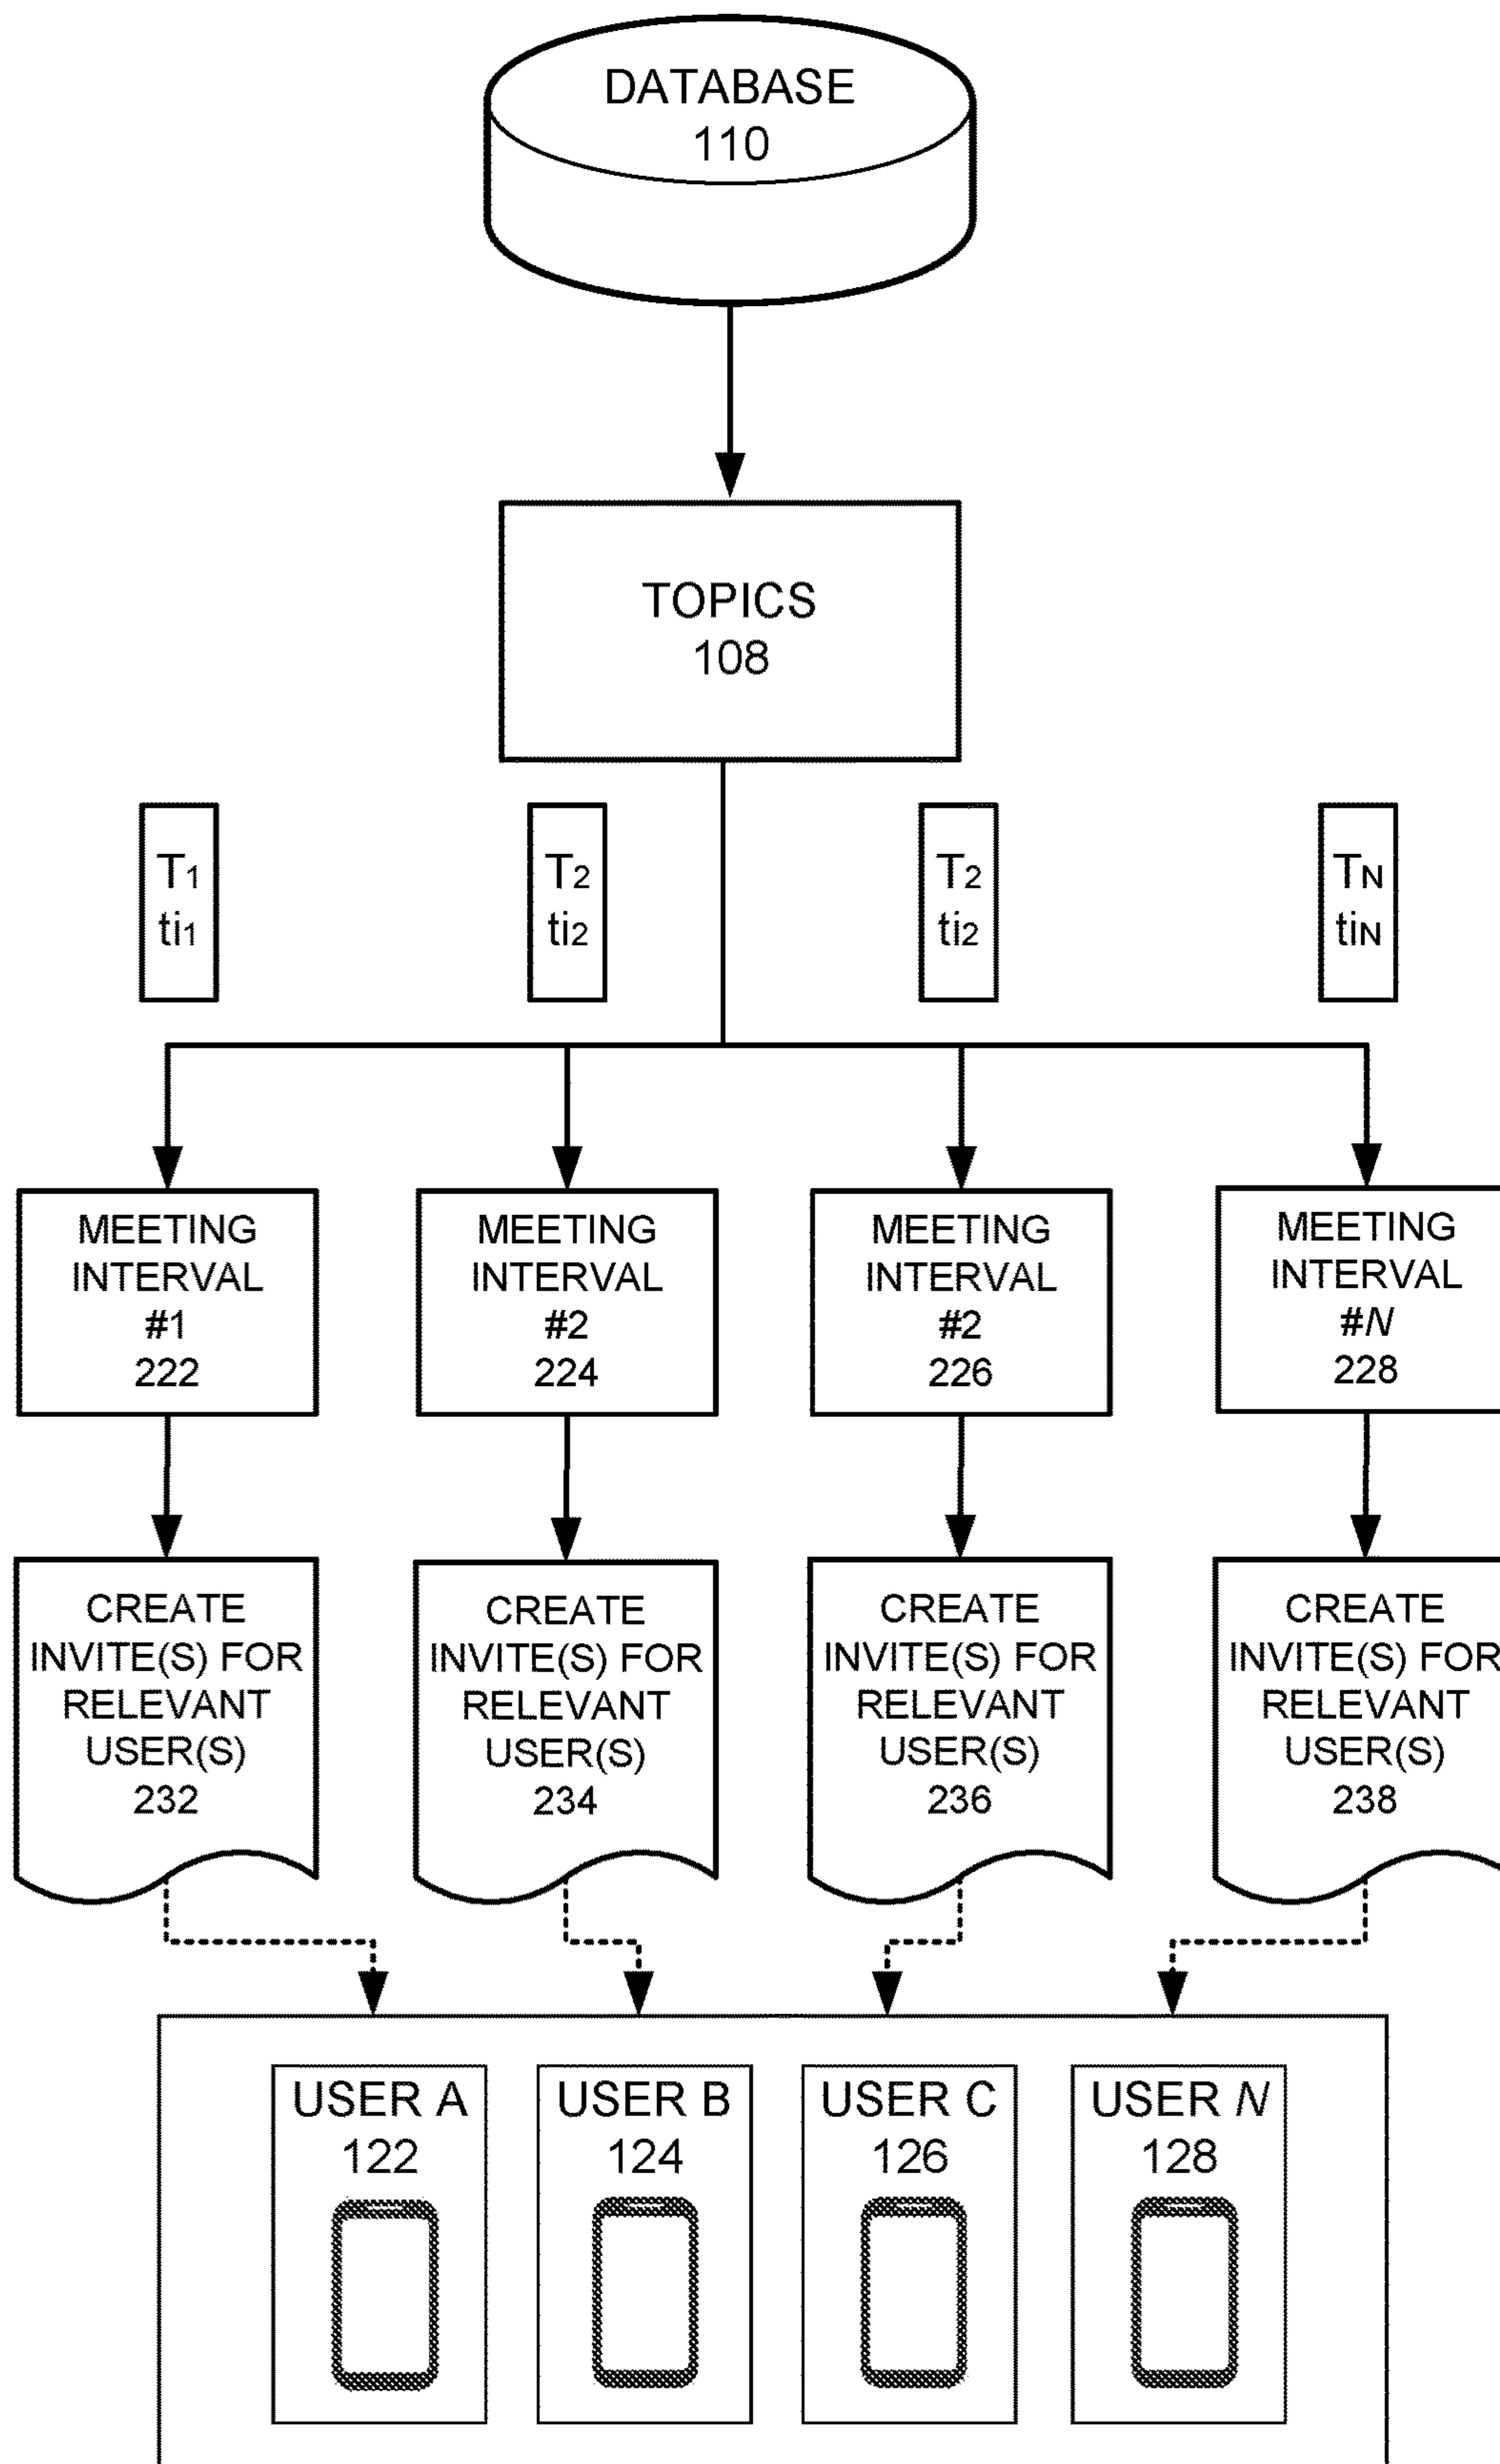 DATABASE
110
TOPICS
108
T1
ti1
T2
ti2
T2
ti2
TN
tiN
MEETING
INTERVAL
#1
222
MEETING
INTERVAL
#2
224
MEETING
INTERVAL
#2
226
MEETING
INTERVAL
#N
228
CREATE
INVITE(S) FOR
RELEVANT
USER(S)
232
CREATE
INVITE(S) FOR
RELEVANT
USER(S)
234
CREATE
INVITE(S) FOR
RELEVANT
USER(S)
236
CREATE
INVITE(S) FOR
RELEVANT
USER(S)
238
USER A
122
USER B
124
USER C
126
USER N
128